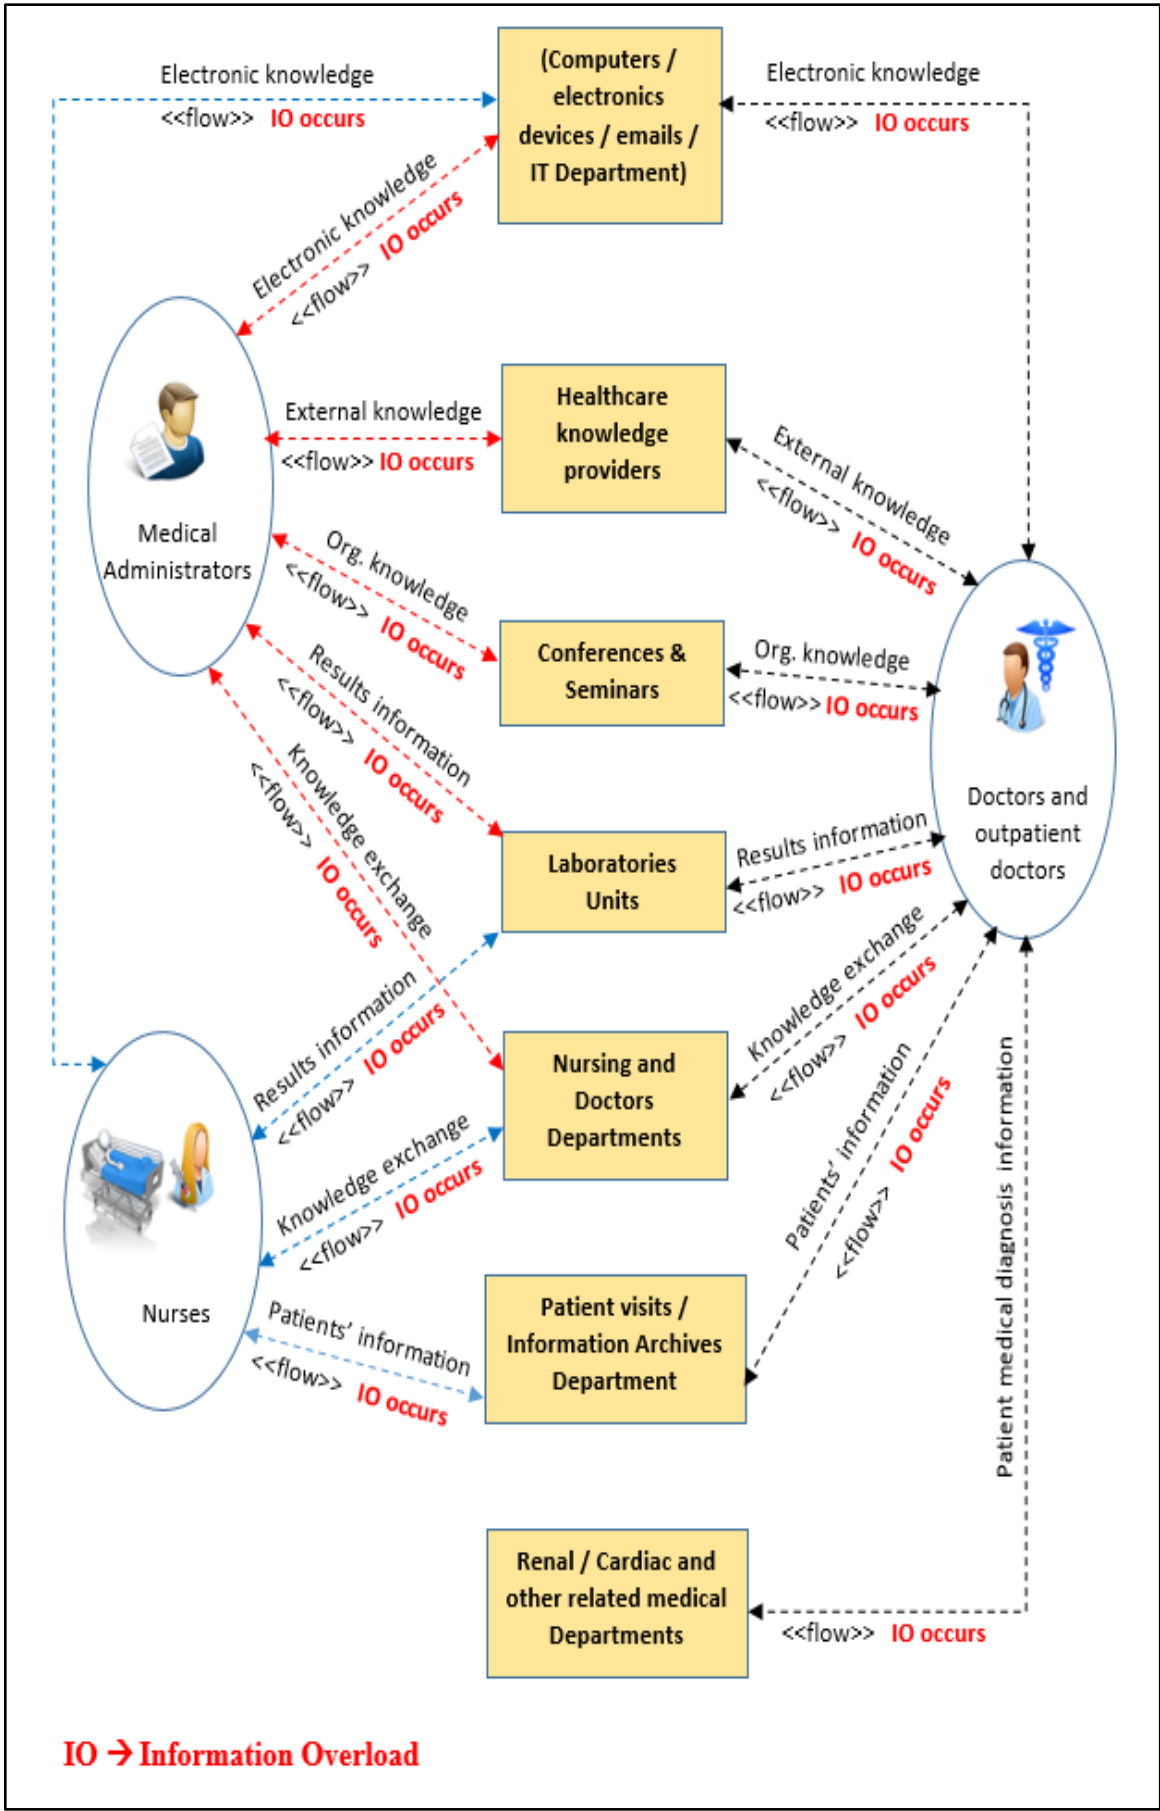 Electronic knowledge
<<flow>> IO occurs
(Computers /
electronics
devices / emails /
IT Department)
Electronic knowledge
<<flow>> IO occurs
Electronic knowledge
<<flow>> IO occurs
Medical
Administrators
External knowledge
<<flow>> IO occurs
Healthcare
knowledge
providers
External knowledge
<<flow>> IO occurs
Org. knowledge
<<flow>> IO occurs
Conferences &
Seminars
Org. knowledge
<<flow>> IO occurs
Doctors and
outpatient
doctors
Results information
<<flow>> IO occurs
Knowledge exchange
<<flow>> IO occurs
Laboratories
Units
Results information
<<flow>> IO occurs
Results information
<<flow>> IO occurs
Nursing and
Doctors
Departments
Knowledge exchange
<<flow>> IO occurs
Knowledge exchange
<<flow>> IO occurs
Nurses
Patients' information
<<flow>> IO occurs
Patient visits /
Information Archives
Department
Patients' information
<<flow>> IO occurs
Patient medical diagnosis information
Renal / Cardiac and
other related medical
Departments
<<flow>> IO occurs
IO → Information Overload